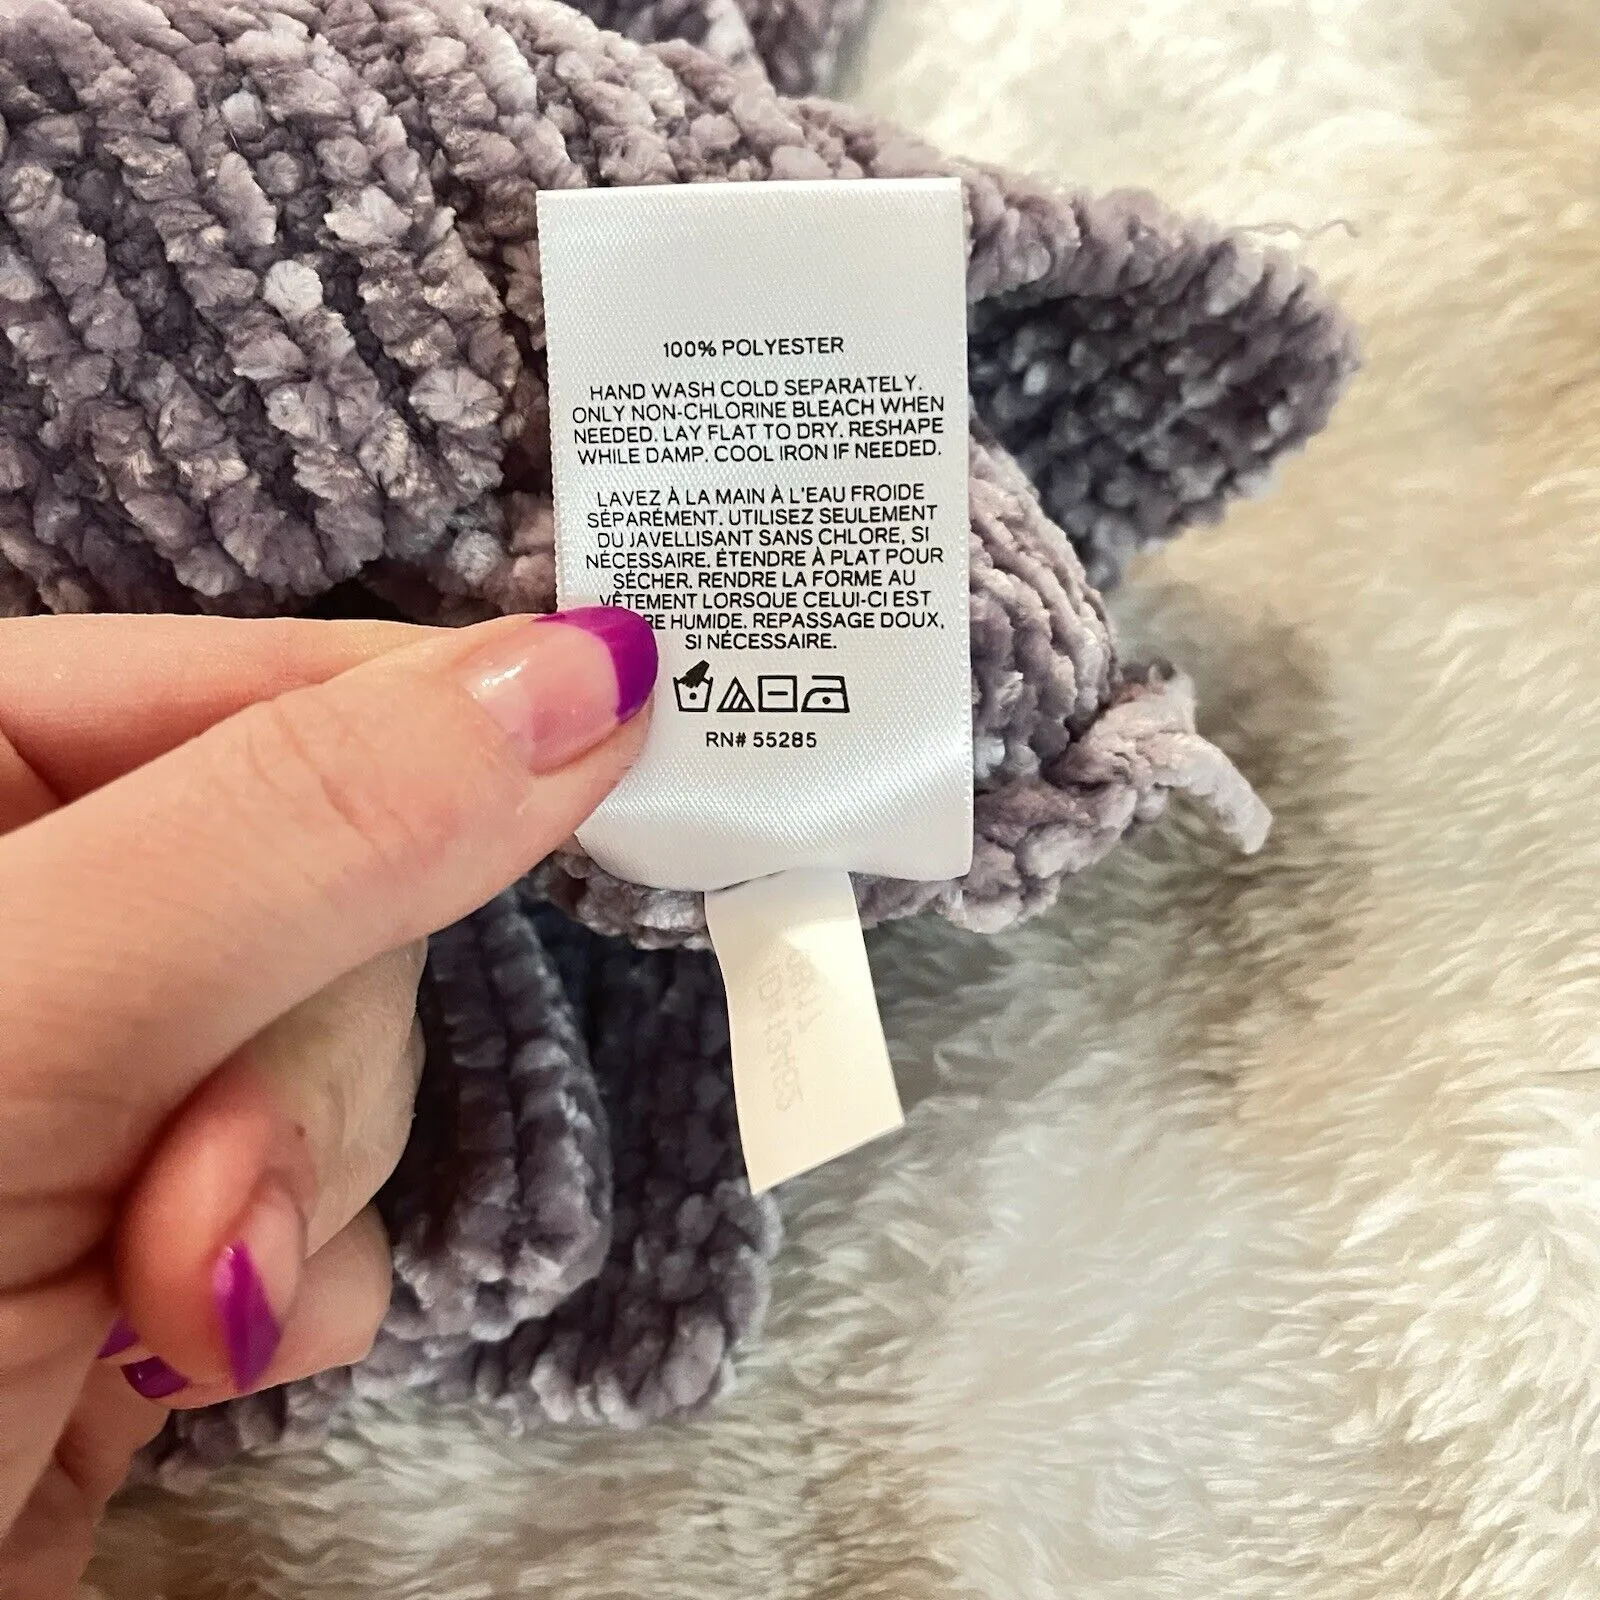 100% POLYESTER
HAND WASH COLD SEPARATELY.
ONLY NON-CHLORINE BLEACH WHEN
NEEDED. LAY FLAT TO DRY. RESHAPE
WHILE DAMP. COOL IRON IF NEEDED.
LAVEZ À LA MAIN À L'EAU FROIDE
SÉPARÉMENT. UTILISEZ SEULEMENT
DU JAVELLISANT SANS CHLORE, SI
NÉCESSAIRE. ÉTENDRE À PLAT POUR
SÉCHER. RENDRE LA FORME AU
VÊTEMENT LORSQUE CELUI-CI EST
RE HUMIDE. REPASSAGE DOUX,
SI NÉCESSAIRE.
RN# 55285